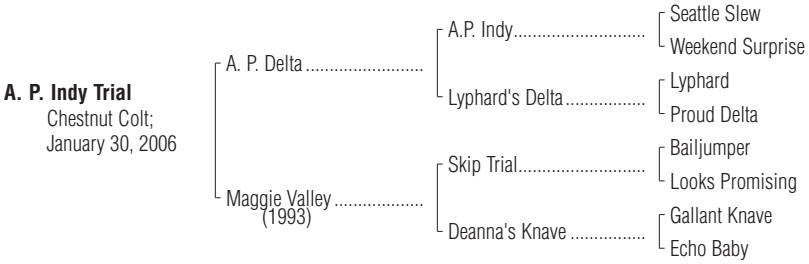 Seattle Slew
A.P. Indy.............................
Weekend Surprise
A. P. Delta ..........................
Lyphard
Lyphard's Delta ..................
Proud Delta
A. P. Indy Trial
Chestnut Colt;
January 30, 2006
Bailjumper
Skip Trial.............................
Looks Promising
Maggie Valley ....................
(1993)
Gallant Knave
Deanna's Knave .................
Echo Baby